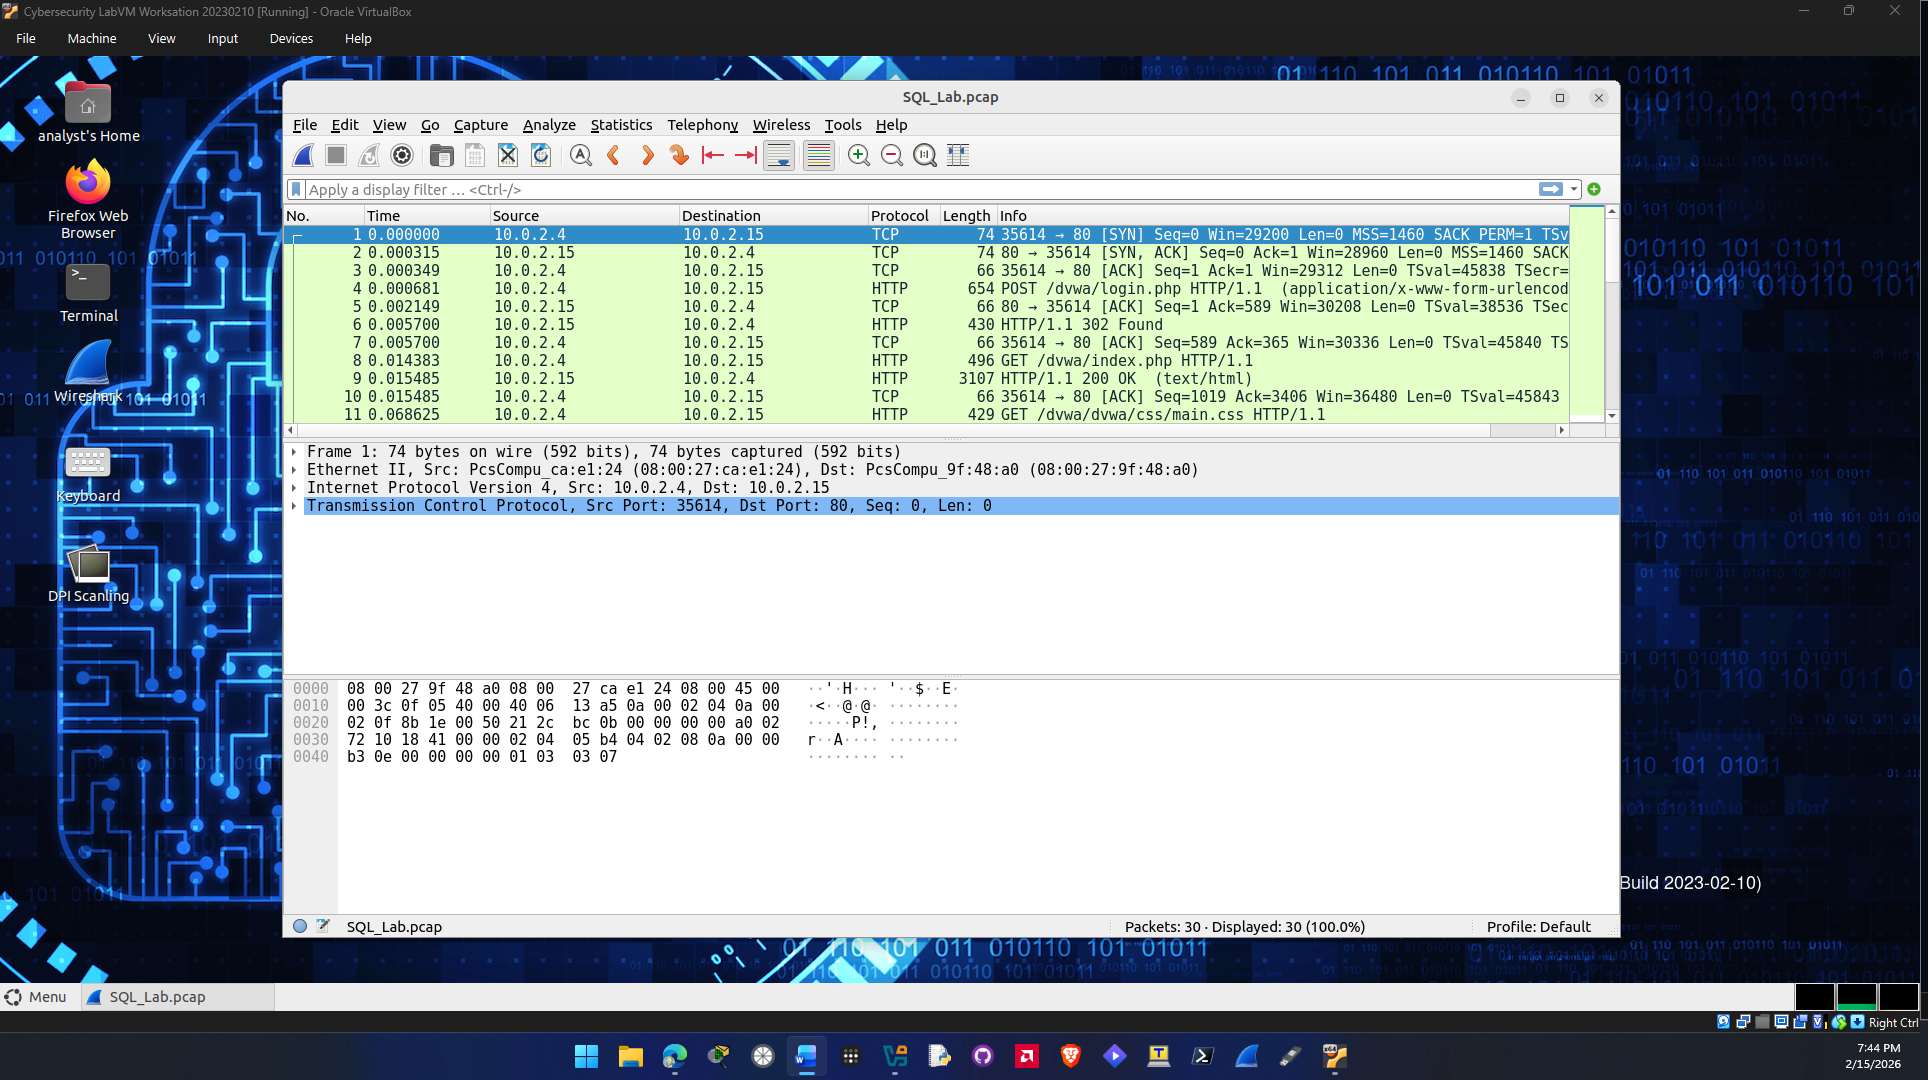 Cybersecurity LabVM Worksation 20230210 [Running] - Oracle VirtualBox
File Machine View Input Devices Help
analyst's Home
Firefox Web
Browser
Terminal
Wireshark
Keyboard
DPI Scanling
SQL_Lab.pcap
File Edit View Go Capture Analyze Statistics Telephony Wireless Tools Help
Apply a display filter … <Ctrl-/>
No. Time Source Destination Protocol Length Info
1 0.000000 10.0.2.4 10.0.2.15 TCP 74 35614 → 80 [SYN] Seq=0 Win=29200 Len=0 MSS=1460 SACK_PERM=1 TSv
2 0.000315 10.0.2.15 10.0.2.4 TCP 74 80 → 35614 [SYN, ACK] Seq=0 Ack=1 Win=28960 Len=0 MSS=1460 SACK
3 0.000349 10.0.2.4 10.0.2.15 TCP 66 35614 → 80 [ACK] Seq=1 Ack=1 Win=29312 Len=0 TSval=45838 TSecr=
4 0.000681 10.0.2.4 10.0.2.15 HTTP 654 POST /dvwa/login.php HTTP/1.1  (application/x-www-form-urlencod
5 0.002149 10.0.2.15 10.0.2.4 TCP 66 80 → 35614 [ACK] Seq=1 Ack=589 Win=30208 Len=0 TSval=38536 TSec
6 0.005700 10.0.2.15 10.0.2.4 HTTP 430 HTTP/1.1 302 Found
7 0.005700 10.0.2.4 10.0.2.15 TCP 66 35614 → 80 [ACK] Seq=589 Ack=365 Win=30336 Len=0 TSval=45840 TS
8 0.014383 10.0.2.4 10.0.2.15 HTTP 496 GET /dvwa/index.php HTTP/1.1
9 0.015485 10.0.2.15 10.0.2.4 HTTP 3107 HTTP/1.1 200 OK  (text/html)
10 0.015485 10.0.2.4 10.0.2.15 TCP 66 35614 → 80 [ACK] Seq=1019 Ack=3406 Win=36480 Len=0 TSval=45843
11 0.068625 10.0.2.4 10.0.2.15 HTTP 429 GET /dvwa/dvwa/css/main.css HTTP/1.1
Frame 1: 74 bytes on wire (592 bits), 74 bytes captured (592 bits)
Ethernet II, Src: PcsCompu_ca:e1:24 (08:00:27:ca:e1:24), Dst: PcsCompu_9f:48:a0 (08:00:27:9f:48:a0)
Internet Protocol Version 4, Src: 10.0.2.4, Dst: 10.0.2.15
Transmission Control Protocol, Src Port: 35614, Dst Port: 80, Seq: 0, Len: 0
0000 08 00 27 9f 48 a0 08 00 27 ca e1 24 08 00 45 00 ··'·H··· '··$··E·
0010 00 3c 0f 05 40 00 40 06 13 a5 0a 00 02 04 0a 00 ·<··@·@· ········
0020 02 0f 8b 1e 00 50 21 2c bc 0b 00 00 00 00 a0 02 ·····P!, ········
0030 72 10 18 41 00 00 02 04 05 b4 04 02 08 0a 00 00 r··A···· ········
0040 b3 0e 00 00 00 00 01 03 03 07 ········ ··
Build 2023-02-10)
SQL_Lab.pcap Packets: 30 · Displayed: 30 (100.0%) Profile: Default
Menu SQL_Lab.pcap
Right Ctrl
7:44 PM
2/15/2026